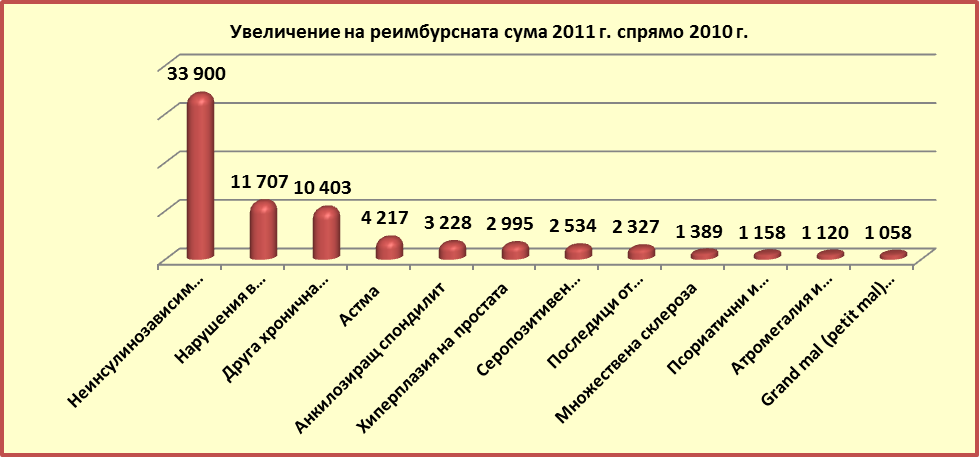 Увеличение на реимбурсната сума 2011 г. спрямо 2010 г.
33 900
11 707
10 403
4 217
3 228
2 995
2 534
2 327
1 389
1 158
1 120
1 058
Неинсулинозависим...
Нарушения в...
Друга хронична...
Астма
Анкилозиращ спондилит
Хиперплазия на простата
Серопозитивен...
Последици от...
Множествена склероза
Псориатични и...
Атромегалия и...
Grand mal (petit mal)...